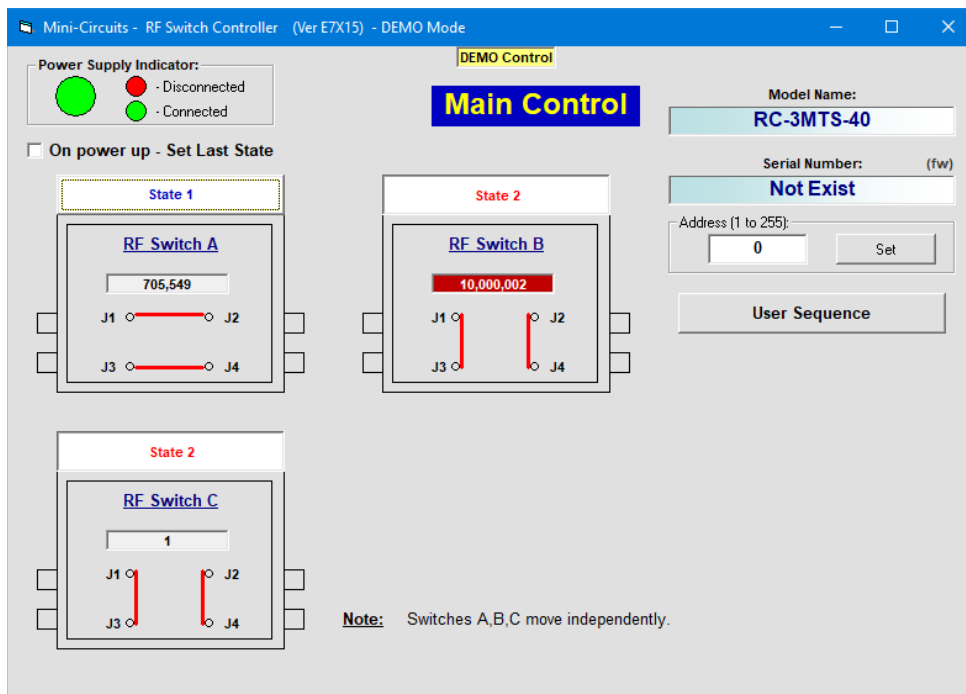 Mini-Circuits - RF Switch Controller (Ver E7X15) - DEMO Mode
DEMO Control
Power Supply Indicator:
- Disconnected
- Connected
Main Control
Model Name:
RC-3MTS-40
On power up - Set Last State
Serial Number: (fw)
Not Exist
State 1
State 2
Address (1 to 255):
0 Set
RF Switch A
RF Switch B
705,549
10,000,002
User Sequence
J1 J2
J1 J2
J3 J4
J3 J4
State 2
RF Switch C
1
J1 J2
J3 J4
Note: Switches A,B,C move independently.